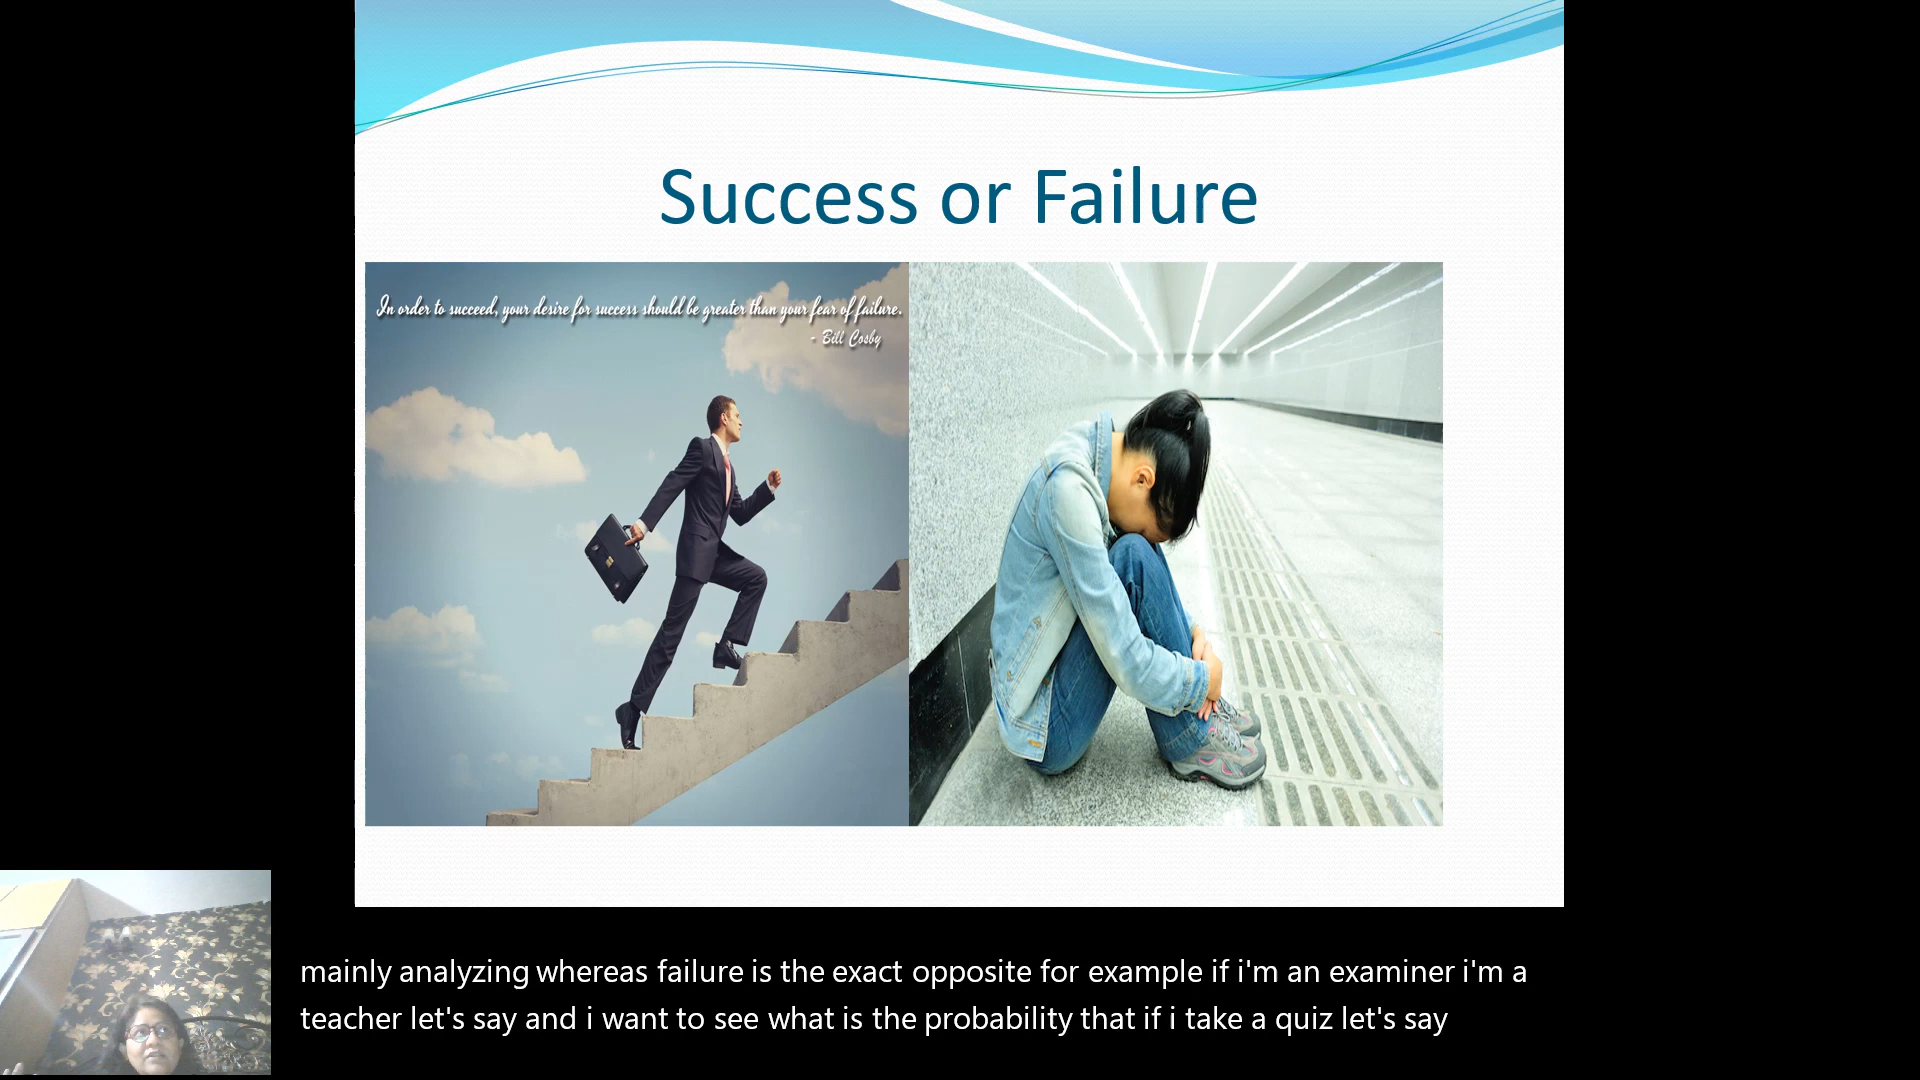 Success or Failure
In order to succeed, your desire for success should be greater than your fear of failure.
- Bill Cosby
mainly analyzing whereas failure is the exact opposite for example if i'm an examiner i'm a
teacher let's say and i want to see what is the probability that if i take a quiz let's say